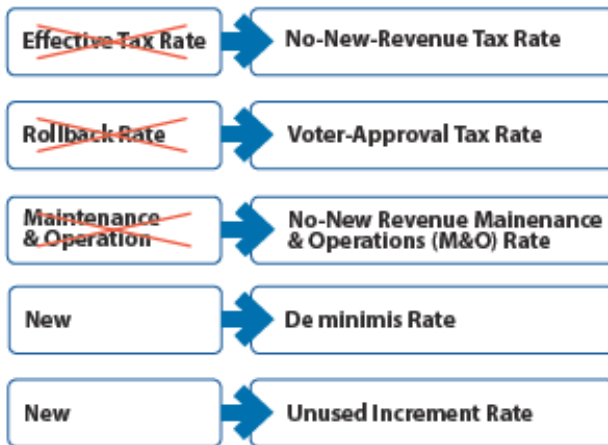 Effective Tax Rate
No-New-Revenue Tax Rate
Rollback Rate
Voter-Approval Tax Rate
Maintenance
& Operation
No-New Revenue Mainenance
& Operations (M&O) Rate
New
De minimis Rate
New
Unused Increment Rate